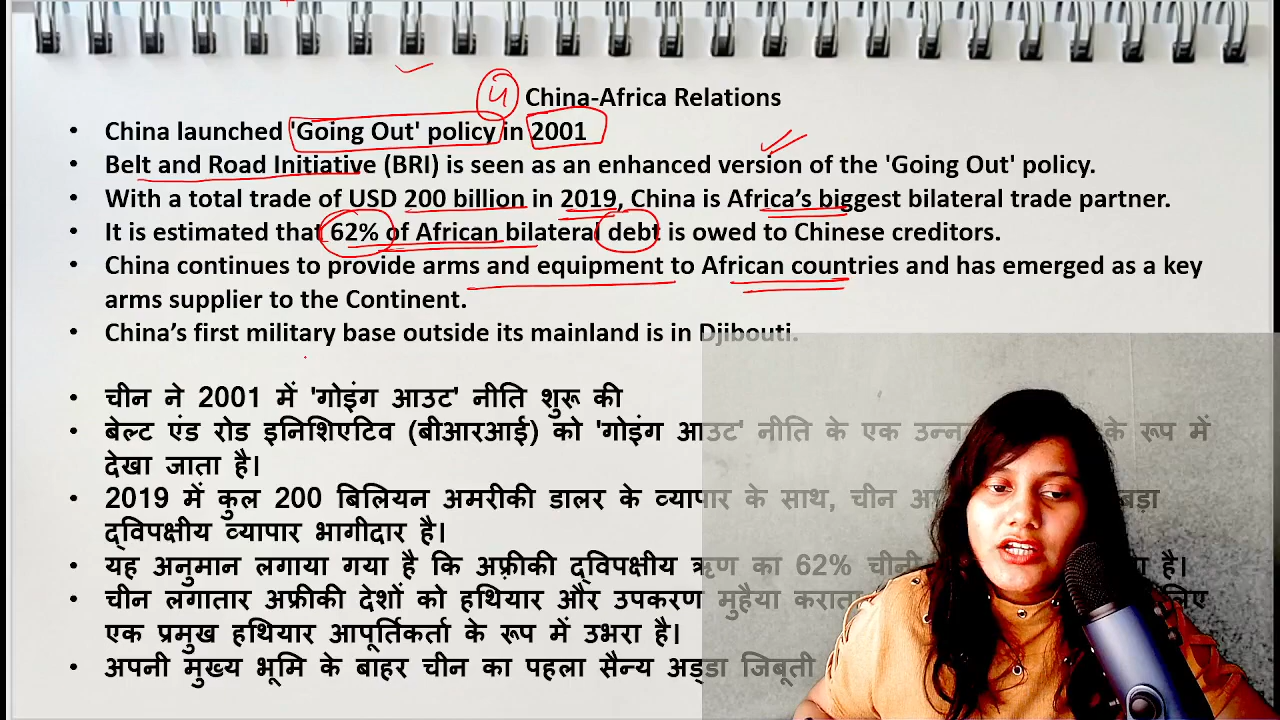 4 China-Africa Relations
• China launched 'Going Out' policy in 2001
• Belt and Road Initiative (BRI) is seen as an enhanced version of the 'Going Out' policy.
• With a total trade of USD 200 billion in 2019, China is Africa's biggest bilateral trade partner.
• It is estimated that 62% of African bilateral debt is owed to Chinese creditors.
• China continues to provide arms and equipment to African countries and has emerged as a key
arms supplier to the Continent.
• China's first military base outside its mainland is in Djibouti.
• चीन ने 2001 में 'गोइंग आउट' नीति शुरू की
• बेल्ट एंड रोड इनिशिएटिव (बीआरआई) को 'गोइंग आउट' नीति के एक के रूप में
देखा जाता है।
• 2019 में कुल 200 बिलियन अमरीकी डालर के व्यापार के साथ, चीन
द्विपक्षीय व्यापार भागीदार है।
• यह अनुमान लगाया गया है कि अफ़्रीकी द्विपक्षीय ऋण का 62% है।
• चीन लगातार अफ्रीकी देशों को हथियार और उपकरण मुहैया
एक प्रमुख हथियार आपूर्तिकर्ता के रूप में उभरा है।
• अपनी मुख्य भूमि के बाहर चीन का पहला सैन्य अड्डा जिबूती